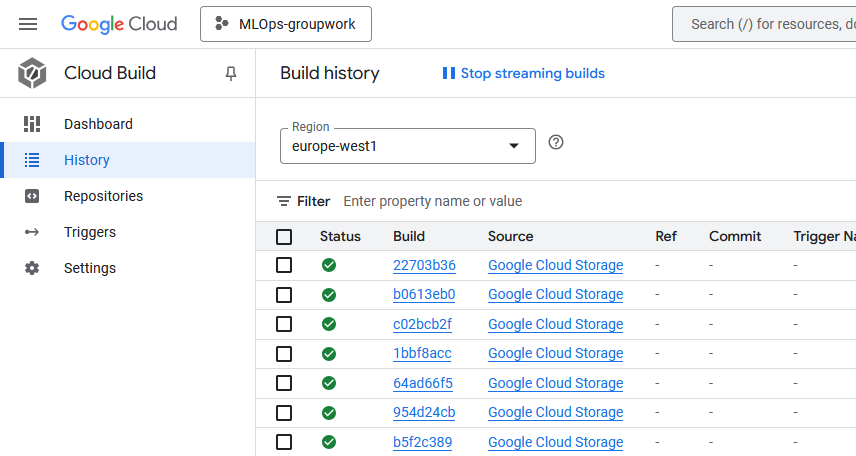 Google Cloud MLOps-groupwork Search (/) for resources, do
Cloud Build Build history Stop streaming builds
Dashboard
History
Repositories
Triggers
Settings
Region
europe-west1
Filter Enter property name or value
Status Build Source Ref Commit Trigger Na
22703b36 Google Cloud Storage - - -
b0613eb0 Google Cloud Storage - - -
c02bcb2f Google Cloud Storage - - -
1bbf8acc Google Cloud Storage - - -
64ad66f5 Google Cloud Storage - - -
954d24cb Google Cloud Storage - - -
b5f2c389 Google Cloud Storage - - -